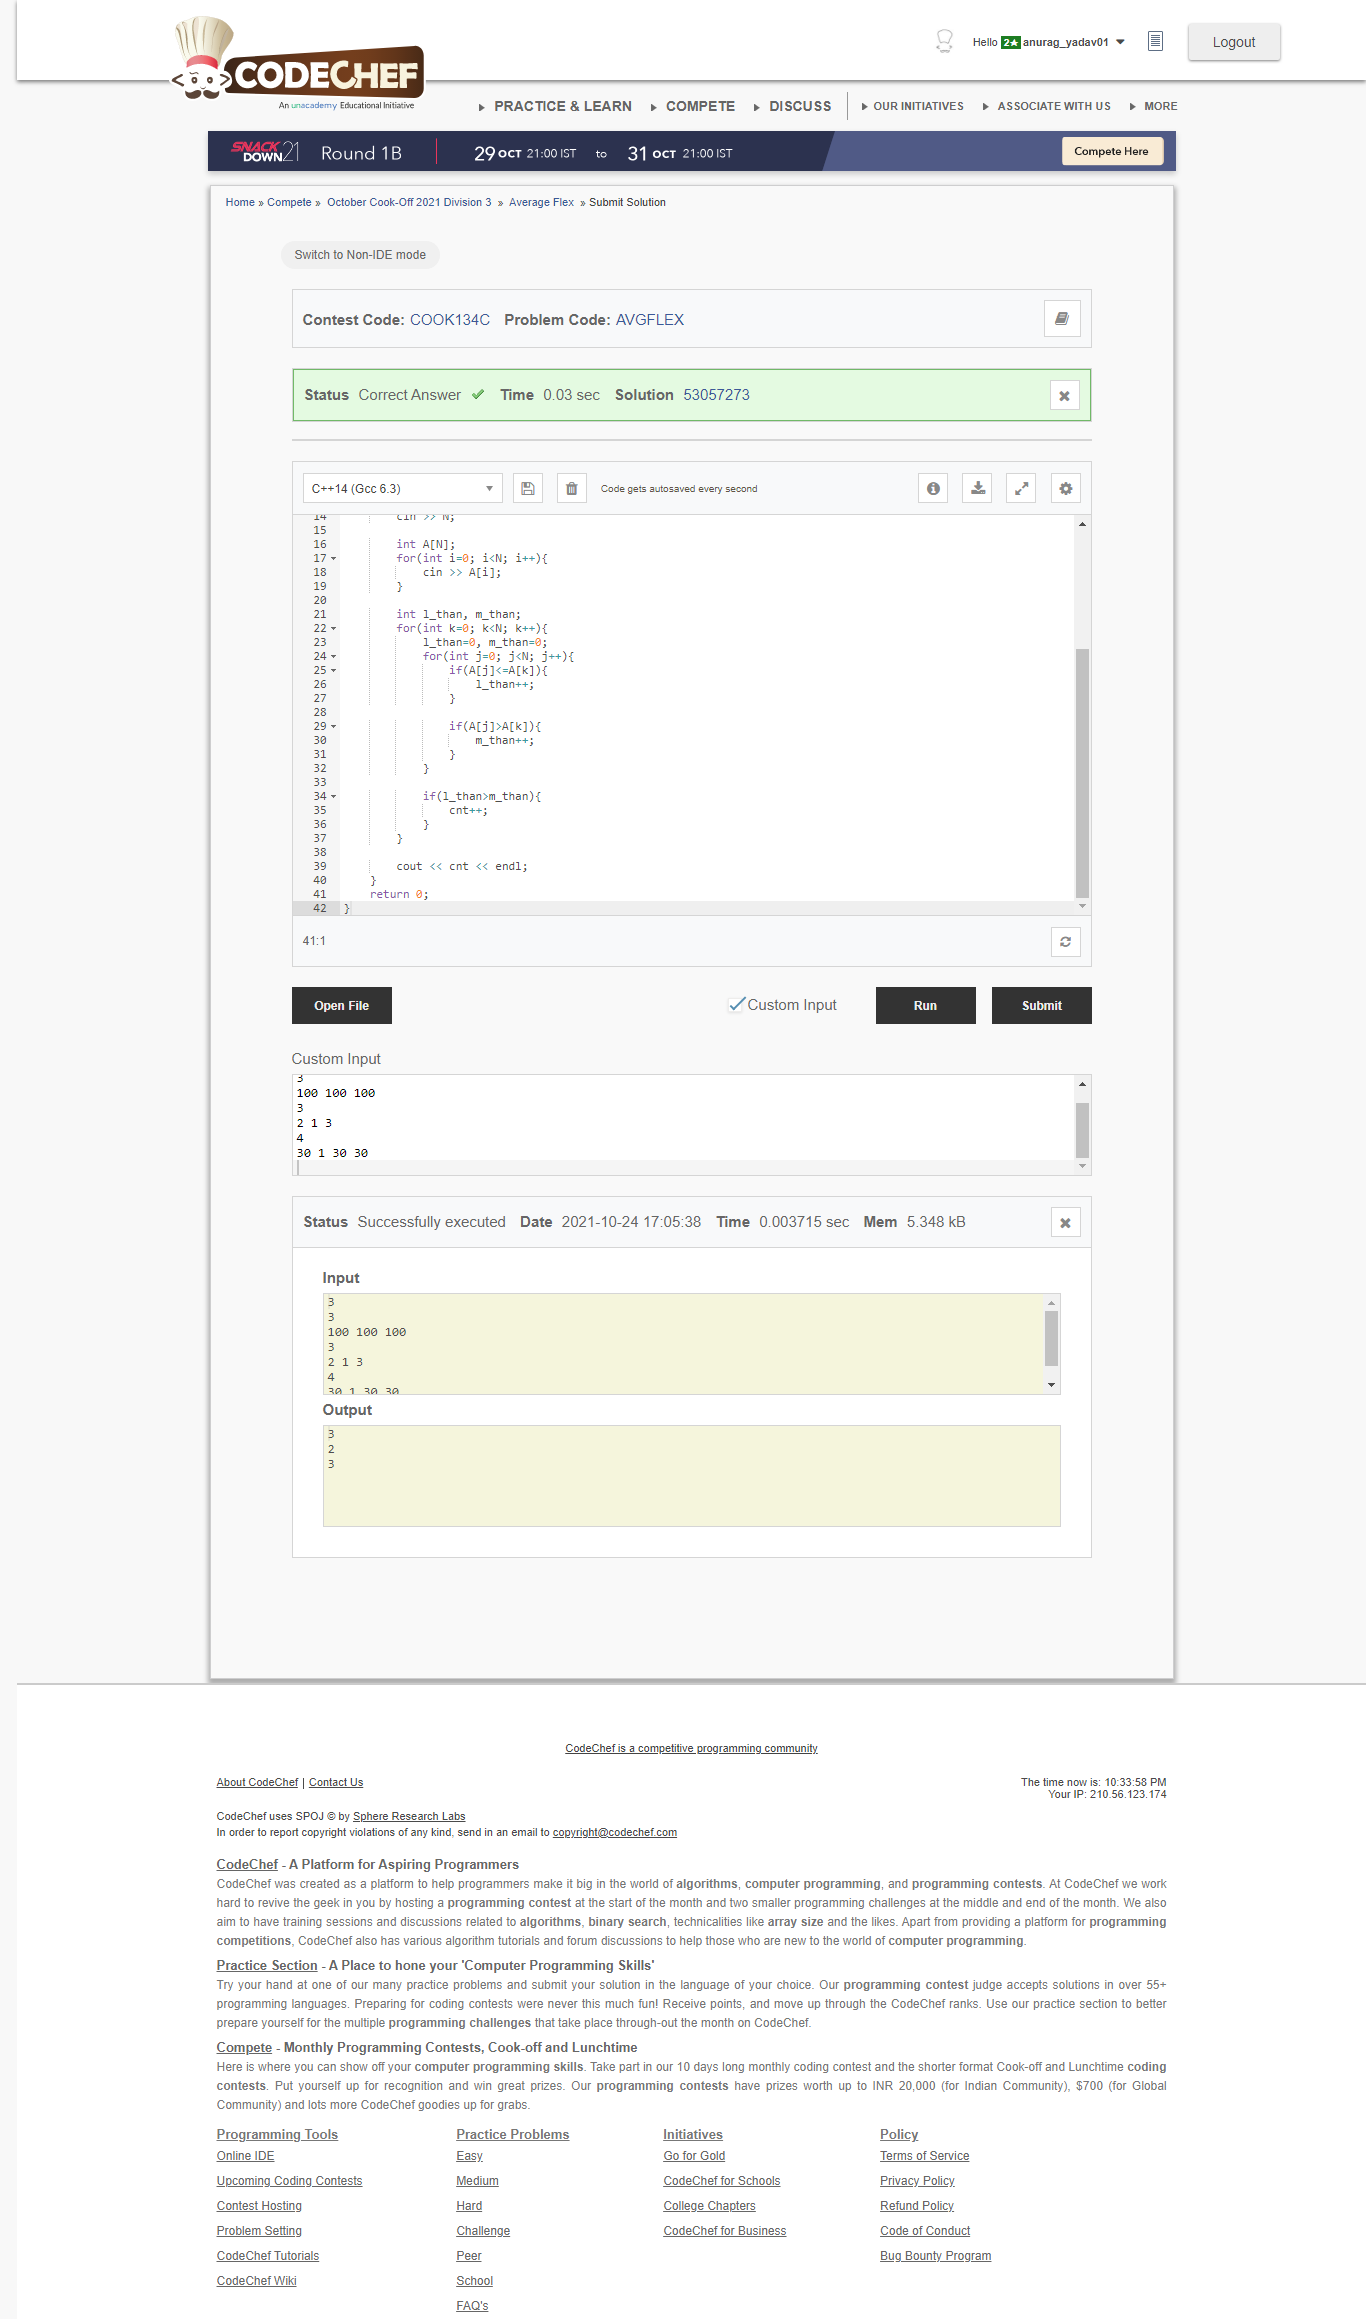 CODECHEF
An unacademy Educational Initiative
Hello 2★ anurag_yadav01
Logout
PRACTICE & LEARN COMPETE DISCUSS OUR INITIATIVES ASSOCIATE WITH US MORE
SNACK DOWN 21 Round 1B 29 OCT 21:00 IST to 31 OCT 21:00 IST Compete Here
Home » Compete » October Cook-Off 2021 Division 3 » Average Flex » Submit Solution
Switch to Non-IDE mode
Contest Code: COOK134C Problem Code: AVGFLEX
Status Correct Answer Time 0.03 sec Solution 53057273
C++14 (Gcc 6.3) Code gets autosaved every second
14 cin >> N;
15
16 int A[N];
17 for(int i=0; i<N; i++){
18 cin >> A[i];
19 }
20
21 int l_than, m_than;
22 for(int k=0; k<N; k++){
23 l_than=0, m_than=0;
24 for(int j=0; j<N; j++){
25 if(A[j]<=A[k]){
26 l_than++;
27 }
28
29 if(A[j]>A[k]){
30 m_than++;
31 }
32 }
33
34 if(l_than>m_than){
35 cnt++;
36 }
37 }
38
39 cout << cnt << endl;
40 }
41 return 0;
42 }
41:1
Open File Custom Input Run Submit
Custom Input
3
100 100 100
3
2 1 3
4
30 1 30 30
Status Successfully executed Date 2021-10-24 17:05:38 Time 0.003715 sec Mem 5.348 kB
Input
3
3
100 100 100
3
2 1 3
4
30 1 30 30
Output
3
2
3
CodeChef is a competitive programming community
About CodeChef | Contact Us
The time now is: 10:33:58 PM
Your IP: 210.56.123.174
CodeChef uses SPOJ © by Sphere Research Labs
In order to report copyright violations of any kind, send in an email to copyright@codechef.com
CodeChef - A Platform for Aspiring Programmers
CodeChef was created as a platform to help programmers make it big in the world of algorithms, computer programming, and programming contests. At CodeChef we work
hard to revive the geek in you by hosting a programming contest at the start of the month and two smaller programming challenges at the middle and end of the month. We also
aim to have training sessions and discussions related to algorithms, binary search, technicalities like array size and the likes. Apart from providing a platform for programming
competitions, CodeChef also has various algorithm tutorials and forum discussions to help those who are new to the world of computer programming.
Practice Section - A Place to hone your 'Computer Programming Skills'
Try your hand at one of our many practice problems and submit your solution in the language of your choice. Our programming contest judge accepts solutions in over 55+
programming languages. Preparing for coding contests were never this much fun! Receive points, and move up through the CodeChef ranks. Use our practice section to better
prepare yourself for the multiple programming challenges that take place through-out the month on CodeChef.
Compete - Monthly Programming Contests, Cook-off and Lunchtime
Here is where you can show off your computer programming skills. Take part in our 10 days long monthly coding contest and the shorter format Cook-off and Lunchtime coding
contests. Put yourself up for recognition and win great prizes. Our programming contests have prizes worth up to INR 20,000 (for Indian Community), $700 (for Global
Community) and lots more CodeChef goodies up for grabs.
Programming Tools Practice Problems Initiatives Policy
Online IDE Easy Go for Gold Terms of Service
Upcoming Coding Contests Medium CodeChef for Schools Privacy Policy
Contest Hosting Hard College Chapters Refund Policy
Problem Setting Challenge CodeChef for Business Code of Conduct
CodeChef Tutorials Peer Bug Bounty Program
CodeChef Wiki School
FAQ's